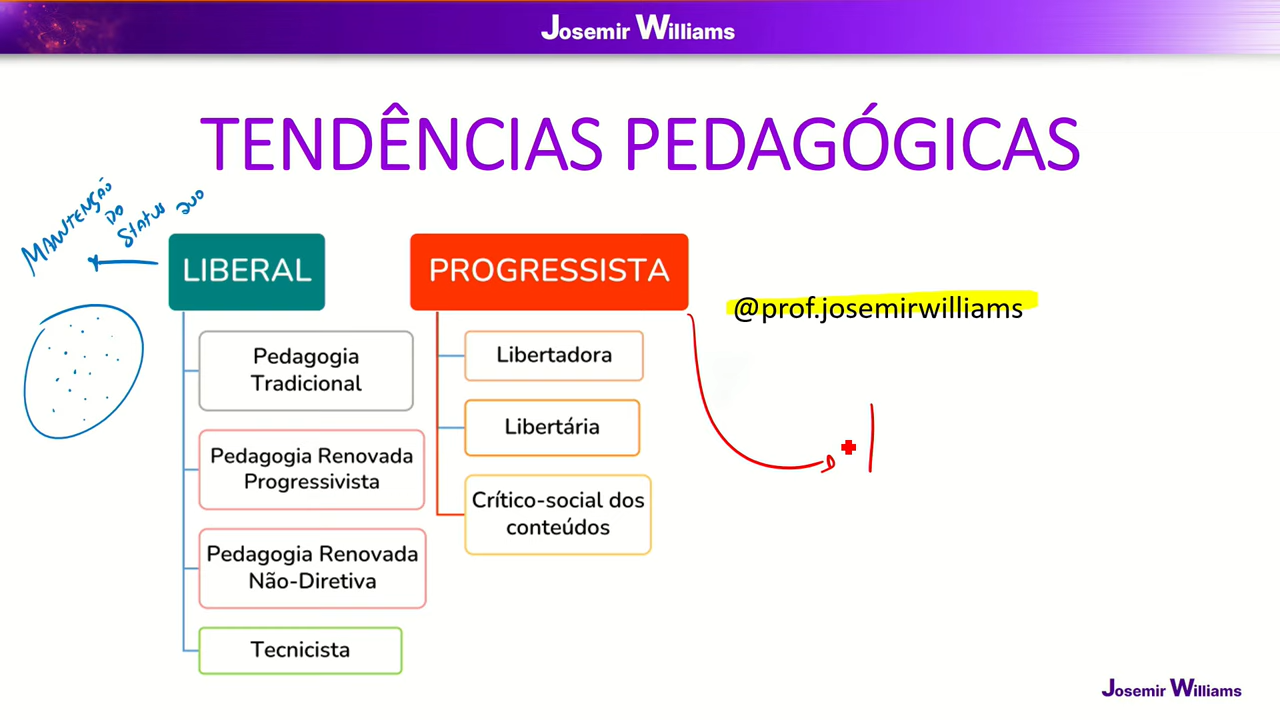 Josemir Williams
TENDÊNCIAS PEDAGÓGICAS
MANUTENÇÃO
DO
STATUS QUO
LIBERAL
Pedagogia
Tradicional
Pedagogia Renovada
Progressivista
Pedagogia Renovada
Não-Diretiva
Tecnicista
PROGRESSISTA
Libertadora
Libertária
Crítico-social dos
conteúdos
@prof.josemirwilliams
Josemir Williams